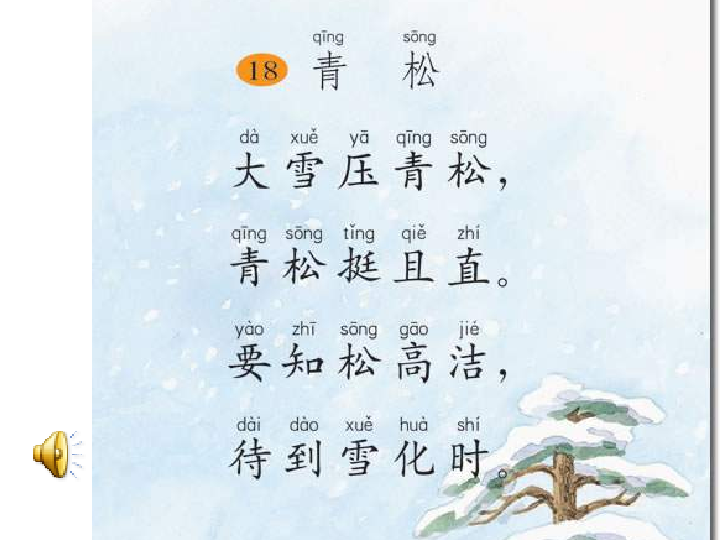 qīng sōng
18 青 松
dà xuě yā qīng sōng
大雪压青松，
qīng sōng tǐng qiě zhí
青松挺且直。
yào zhī sōng gāo jié
要知松高洁，
dài dào xuě huà shí
待到雪化时。